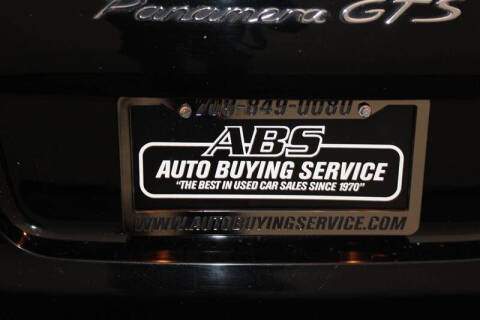 Panamera GTS
708-849-0080
ABS
AUTO BUYING SERVICE
"THE BEST IN USED CAR SALES SINCE 1970"
WWW.AUTOBUYINGSERVICE.COM